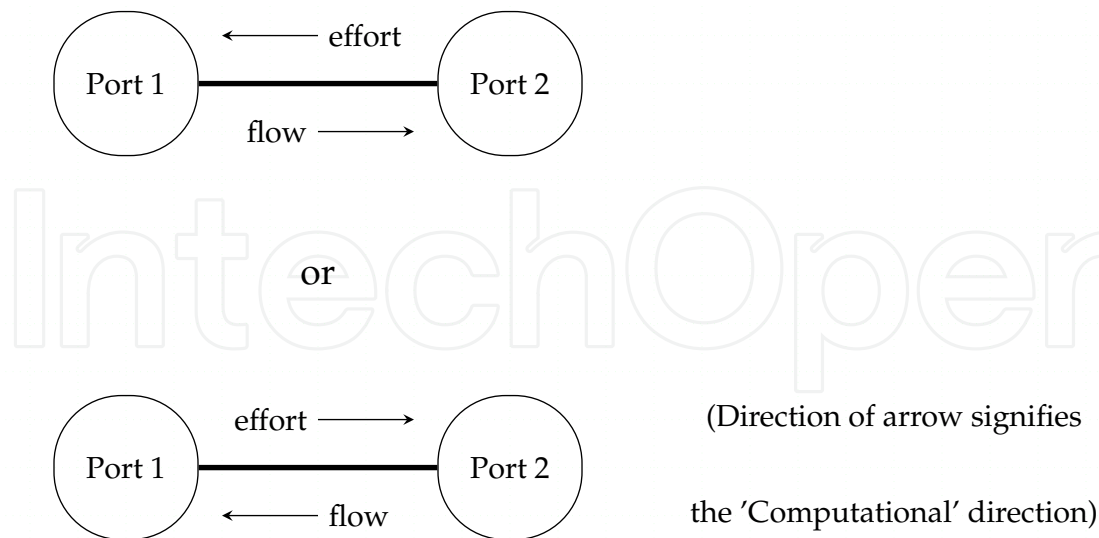 effort
Port 1
Port 2
flow
IntechOpen
or
effort
Port 1
Port 2
flow
(Direction of arrow signifies
the ’Computational’ direction)